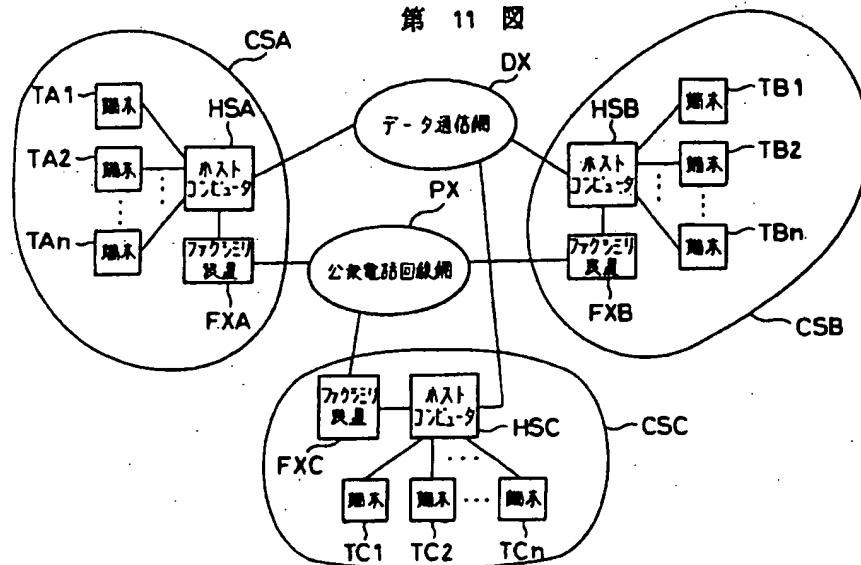 第 11 図
CSA
DX
TA1
端末
HSA
データ通信網
HSB
端末
TB1
TA2
端末
ホスト
コンピュータ
PX
ホスト
コンピュータ
端末
TB2
TAn
端末
ファクシミリ
装置
公衆電話回線網
ファクシミリ
装置
端末
TBn
FXA
FXB
CSB
ファクシミリ
装置
ホスト
コンピュータ
HSC
CSC
FXC
端末
端末
端末
TC1
TC2
TCn